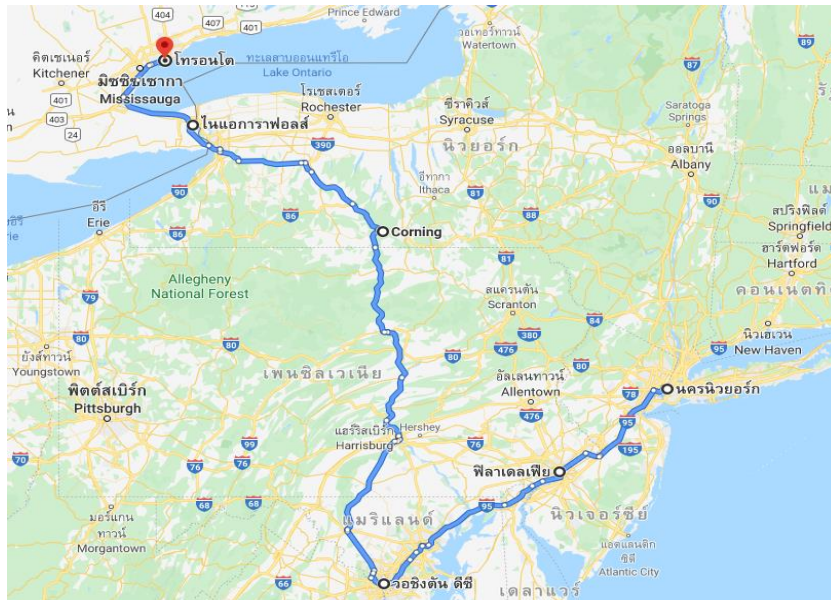 404
407
Prince Edward
401
วอเทอร์ทาวน์
Watertown
คิตเชเนอร์
Kitchener
โทรอนโต
ทะเลสาบออนแทรีโอ
Lake Ontario
87
89
มิซซิซเซากา
Mississauga
โรเชสเตอร์
Rochester
ซีราคิวส์
Syracuse
Saratoga
Springs
401
403
24
ไนแอการาฟอลส์
390
นิวยอร์ก
ออลบานี
Albany
90
อีทากา
Ithaca
81
88
90
อีรี
Erie
86
86
Corning
81
สปริงฟิลด์
Springfield
ฮาร์ตฟอร์ด
Hartford
Allegheny
National Forest
79
80
สแครนตัน
Scranton
คอนเนตทิ
84
380
476
นิวเฮเวน
New Haven
95
ยังส์ทาวน์
Youngstown
80
80
80
เพนซิลเวเนีย
อัลเลนทาวน์
Allentown
78
นครนิวยอร์ก
พิตต์สเบิร์ก
Pittsburgh
แฮร์ริสเบิร์ก
Harrisburg
Hershey
476
95
195
99
76
70
76
76
ฟิลาเดลเฟีย
68
68
95
มอร์แกน
ทาวน์
Morgantown
แมริแลนด์
นิวเจอร์ซีย์
แอตแลนติก
ซิตี
Atlantic City
66
วอชิงตัน ดีซี
เดลาแวร์